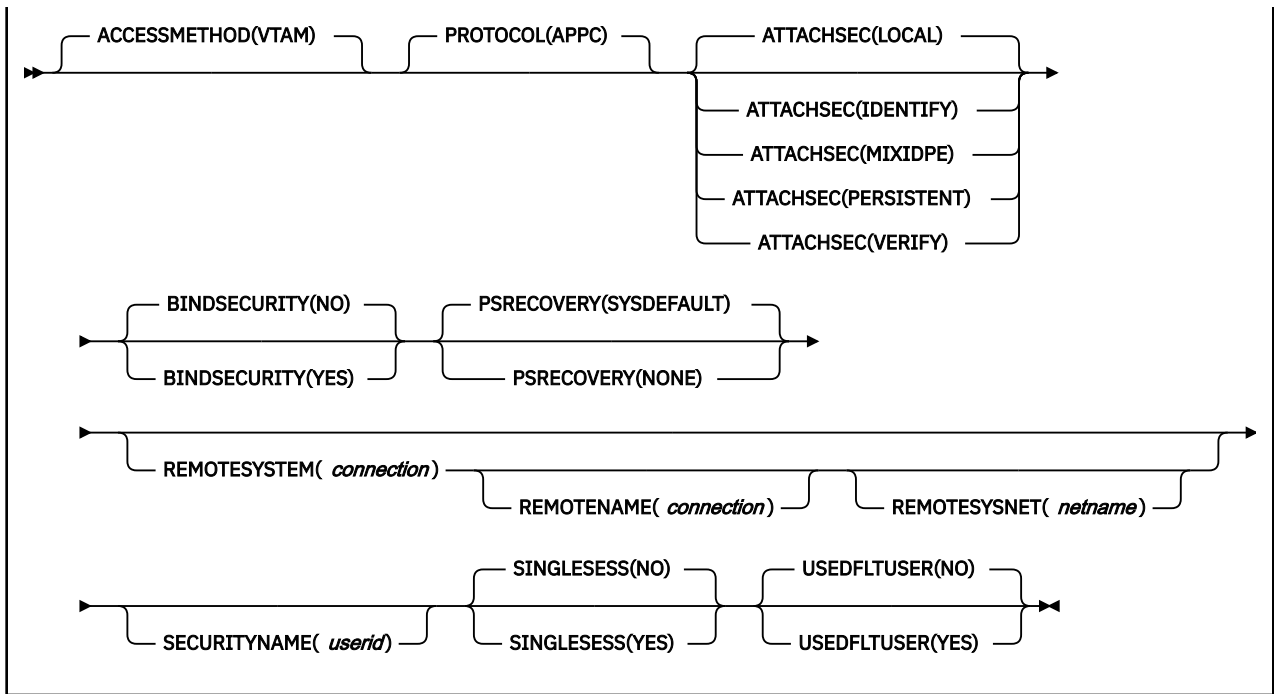 ACCESSMETHOD(VTAM) PROTOCOL(APPC) ATTACHSEC(LOCAL)
ATTACHSEC(IDENTIFY)
ATTACHSEC(MIXIDPE)
ATTACHSEC(PERSISTENT)
ATTACHSEC(VERIFY)
BINDSECURITY(NO) PSRECOVERY(SYSDEFAULT)
BINDSECURITY(YES) PSRECOVERY(NONE)
REMOTESYSTEM( connection)
REMOTENAME( connection) REMOTESYSNET( netname)
SINGLESESS(NO) USEDFLTUSER(NO)
SECURITYNAME( userid) SINGLESESS(YES) USEDFLTUSER(YES)